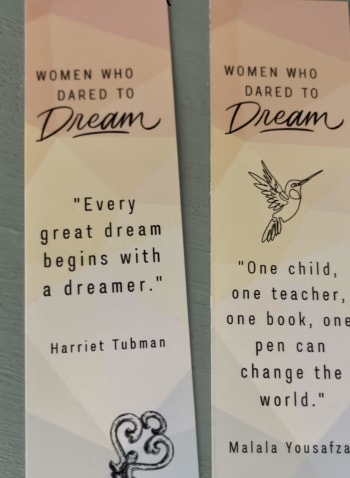 WOMEN WHO
DARED TO
Dream
"Every
great dream
begins with
a dreamer."
Harriet Tubman
WOMEN WHO
DARED TO
Dream
"One child,
one teacher,
one book, one
pen can
change the
world."
Malala Yousafza